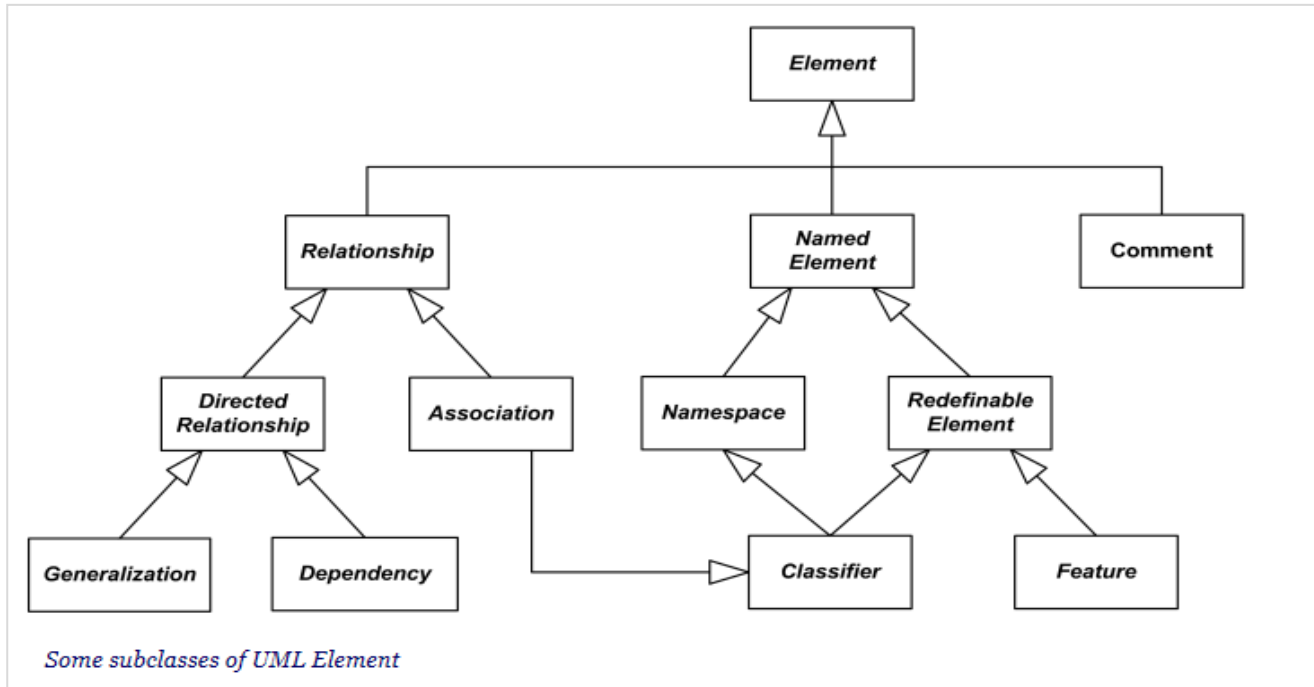 Element
Relationship
Named
Element
Comment
Directed
Relationship
Association
Namespace
Redefinable
Element
Generalization
Dependency
Classifier
Feature
Some subclasses of UML Element